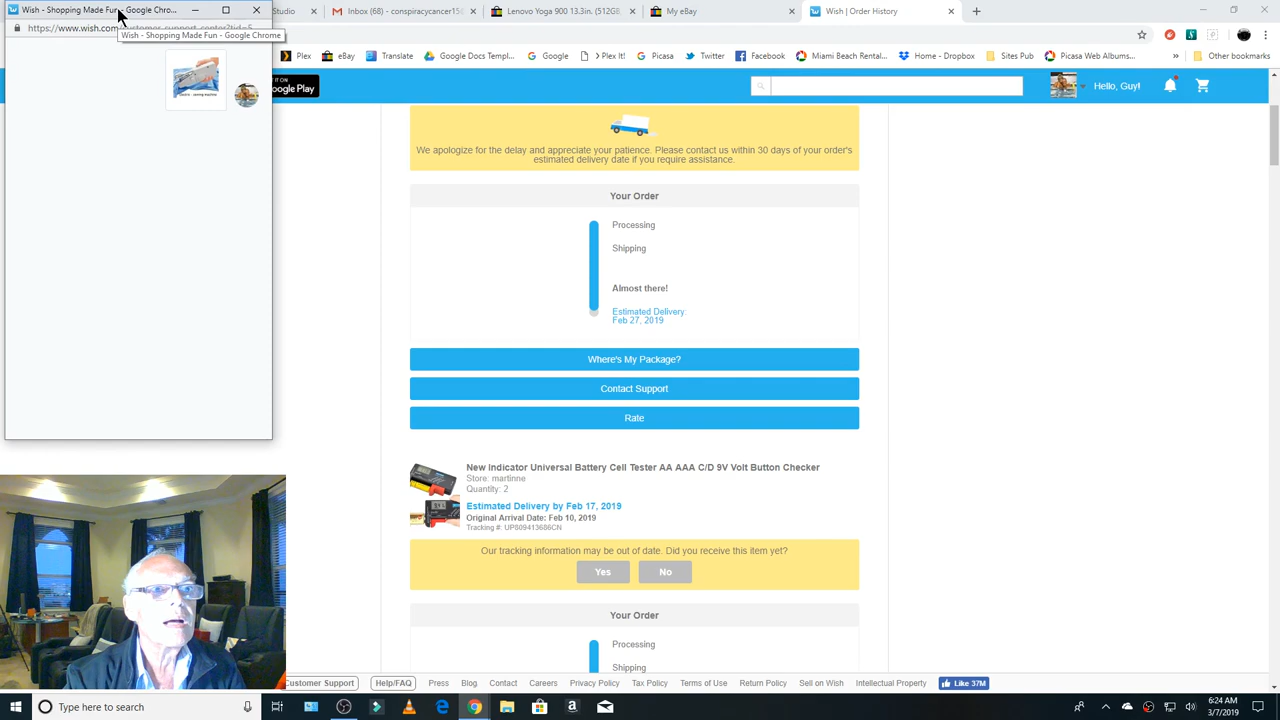 Wish - Shopping Made Fun - Google Chro...
https://www.wish.com
Wish - Shopping Made Fun - Google Chrome
Inbox (68) - conspiracycancer158
Lenovo Yoga 900 13.3in. (512GB
My eBay
Wish | Order History
Plex
eBay
Translate
Google Docs Templ...
Google
Plex It!
Picasa
Twitter
Facebook
Miami Beach Rental...
Home - Dropbox
Sites Pub
Picasa Web Albums...
Other bookmarks
Google Play
Hello, Guy!
We apologize for the delay and appreciate your patience. Please contact us within 30 days of your order's
estimated delivery date if you require assistance.
Your Order
Processing
Shipping
Almost there!
Estimated Delivery:
Feb 27, 2019
Where's My Package?
Contact Support
Rate
New Indicator Universal Battery Cell Tester AA AAA C/D 9V Volt Button Checker
Store: martinne
Quantity: 2
Estimated Delivery by Feb 17, 2019
Original Arrival Date: Feb 10, 2019
Tracking #: UP809413686CN
Our tracking information may be out of date. Did you receive this item yet?
Yes
No
Your Order
Processing
Shipping
Customer Support
Help/FAQ
Press
Blog
Contact
Careers
Privacy Policy
Tax Policy
Terms of Use
Return Policy
Sell on Wish
Intellectual Property
Like 37M
Type here to search
6:24 AM
3/7/2019